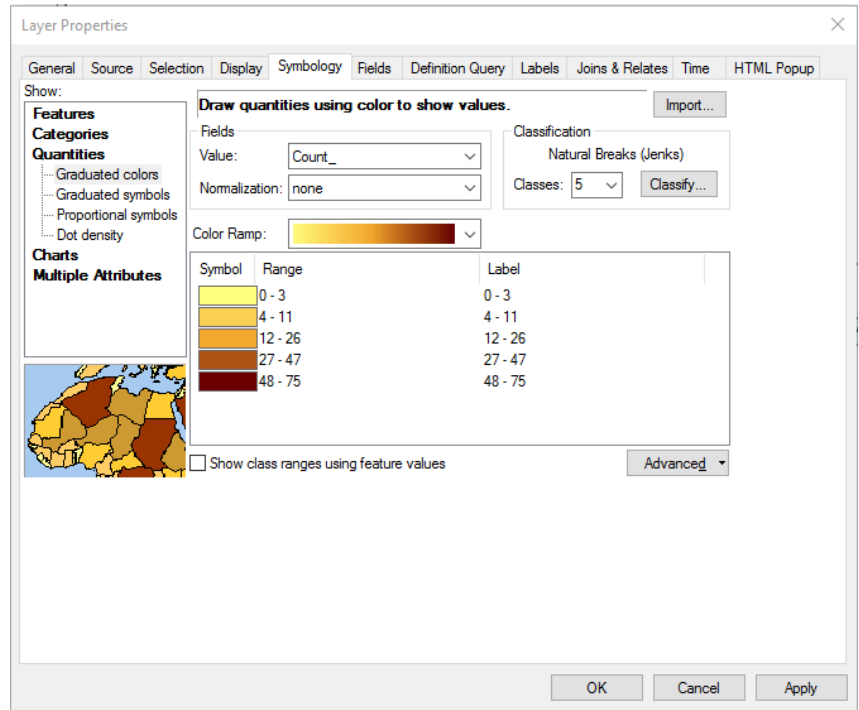 Layer Properties
General Source Selection Display Symbology Fields Definition Query Labels Joins & Relates Time HTML Popup
Show:
Features
Categories
Quantities
Graduated colors
Graduated symbols
Proportional symbols
Dot density
Charts
Multiple Attributes
Draw quantities using color to show values.
Import...
Fields
Value: Count_
Normalization: none
Classification
Natural Breaks (Jenks)
Classes: 5 Classify...
Color Ramp:
Symbol Range Label
0 - 3 0 - 3
4 - 11 4 - 11
12 - 26 12 - 26
27 - 47 27 - 47
48 - 75 48 - 75
Show class ranges using feature values
Advanced
OK Cancel Apply